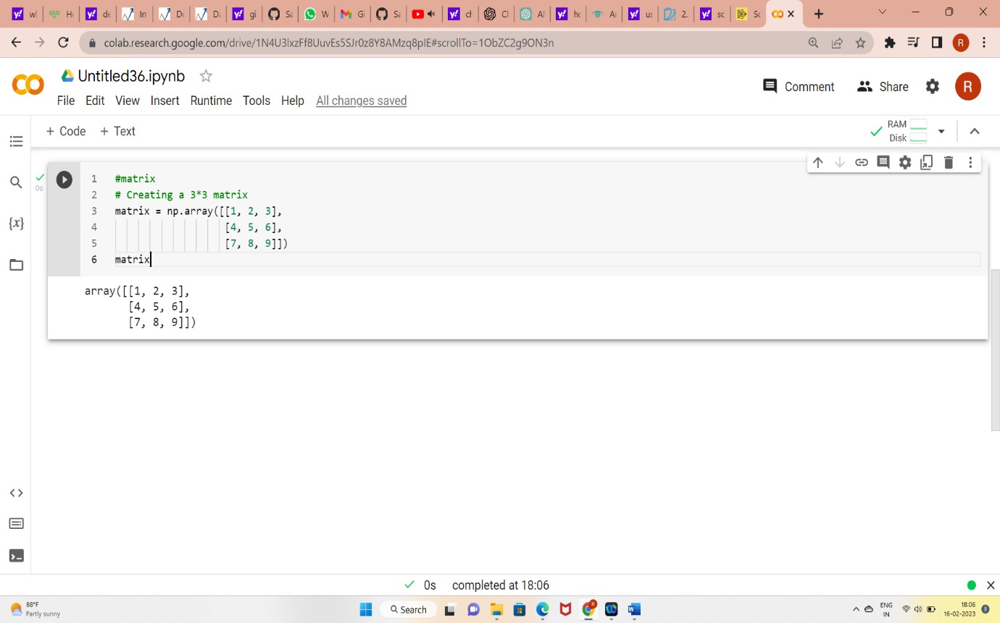 colab.research.google.com/drive/1N4U3lxzFf8UuvEs5SJr0z8Y8AMzq8plE#scrollTo=1ObZC2g9ON3n
R
Untitled36.ipynb
Comment Share R
File Edit View Insert Runtime Tools Help All changes saved
+ Code + Text
RAM
Disk
0s
1 #matrix
2 # Creating a 3*3 matrix
3 matrix = np.array([[1, 2, 3],
4 [4, 5, 6],
5 [7, 8, 9]])
6 matrix
array([[1, 2, 3],
[4, 5, 6],
[7, 8, 9]])
{x}
0s completed at 18:06
88°F
Partly sunny
Search
ENG
IN
18:06
16-02-2023
3